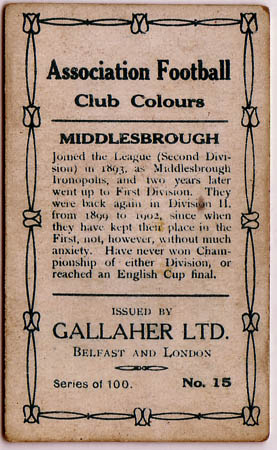 Association Football
Club Colours
MIDDLESBROUGH
Joined the League (Second Divi-
sion) in 1893, as Middlesbrough
Ironopolis, and two years later
went up to First Division. They
were back again in Division II.
from 1899 to 1902, since when
they have kept their place in the
First, not, however, without much
anxiety. Have never won Cham-
pionship of either Division, or
reached an English Cup final.
ISSUED BY
GALLAHER LTD.
BELFAST AND LONDON
Series of 100. No. 15